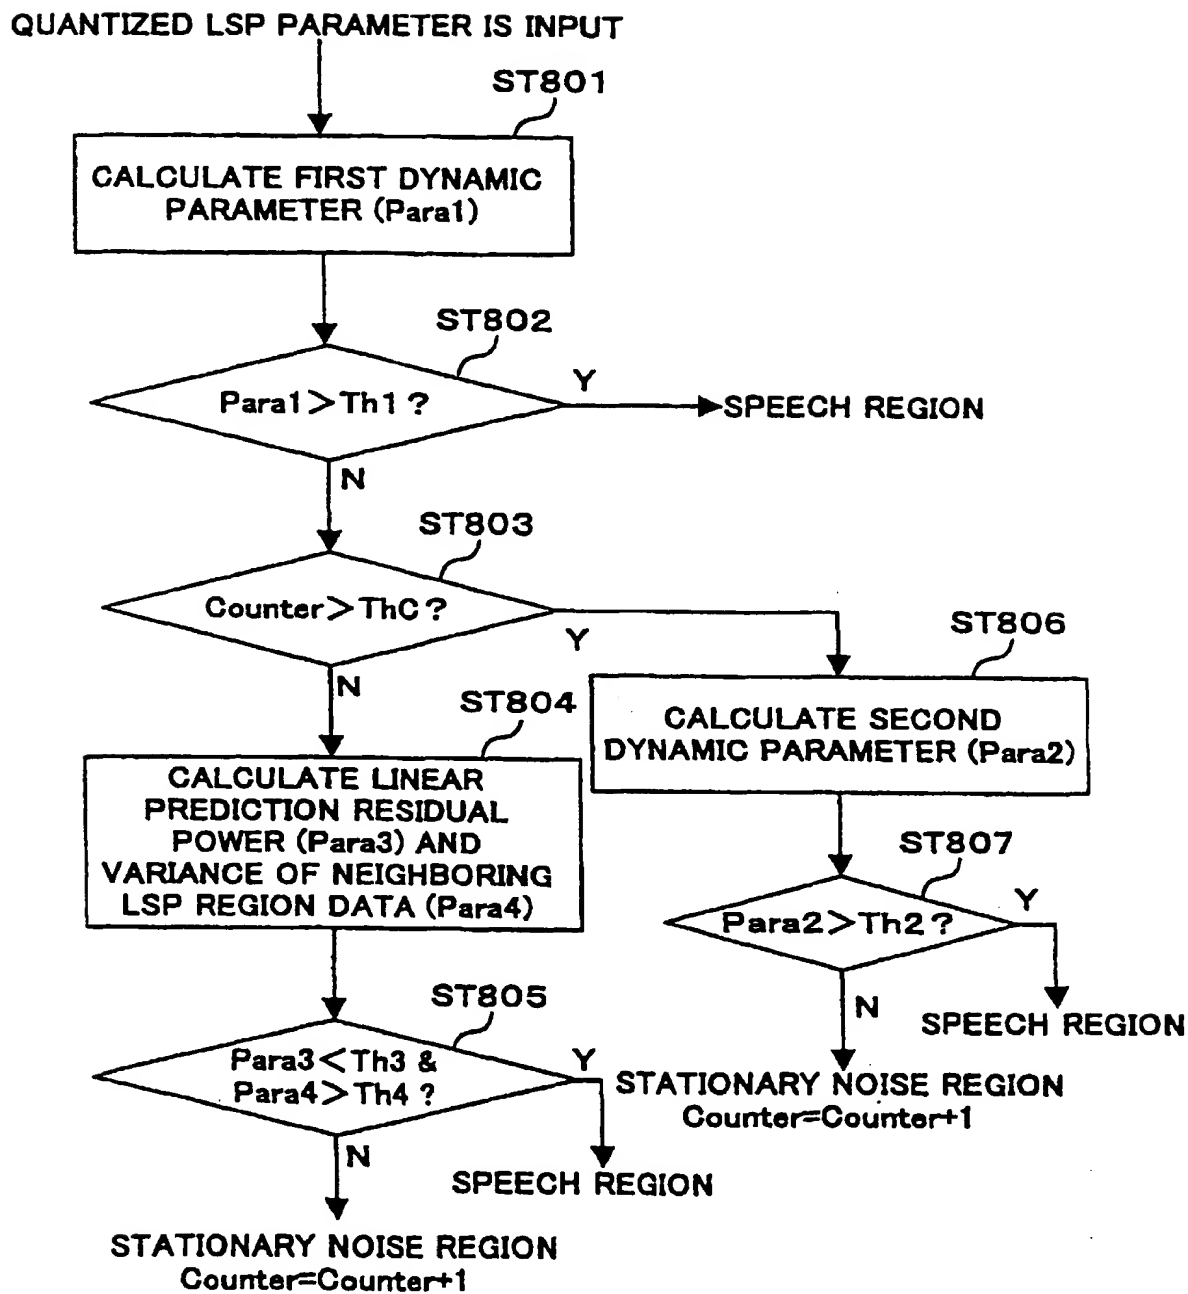 QUANTIZED LSP PARAMETER IS INPUT
ST801
CALCULATE FIRST DYNAMIC
PARAMETER (Para1)
ST802
Para1>Th1?
Y
SPEECH REGION
N
ST803
Counter>ThC?
Y
N
ST806
CALCULATE SECOND
DYNAMIC PARAMETER (Para2)
ST804
CALCULATE LINEAR
PREDICTION RESIDUAL
POWER (Para3) AND
VARIANCE OF NEIGHBORING
LSP REGION DATA (Para4)
ST807
Para2>Th2?
Y
SPEECH REGION
N
STATIONARY NOISE REGION
Counter=Counter+1
ST805
Para3<Th3 &
Para4>Th4?
Y
SPEECH REGION
N
STATIONARY NOISE REGION
Counter=Counter+1